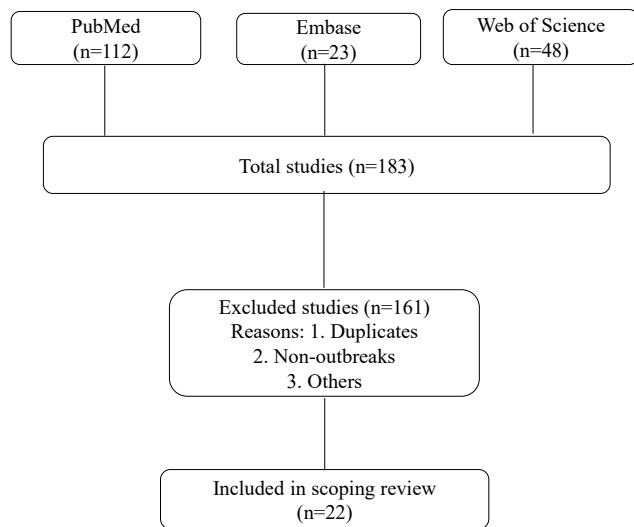 PubMed
(n=112)
Embase
(n=23)
Web of Science
(n=48)
Total studies (n=183)
Excluded studies (n=161)
Reasons: 1. Duplicates
2. Non-outbreaks
3. Others
Included in scoping review
(n=22)